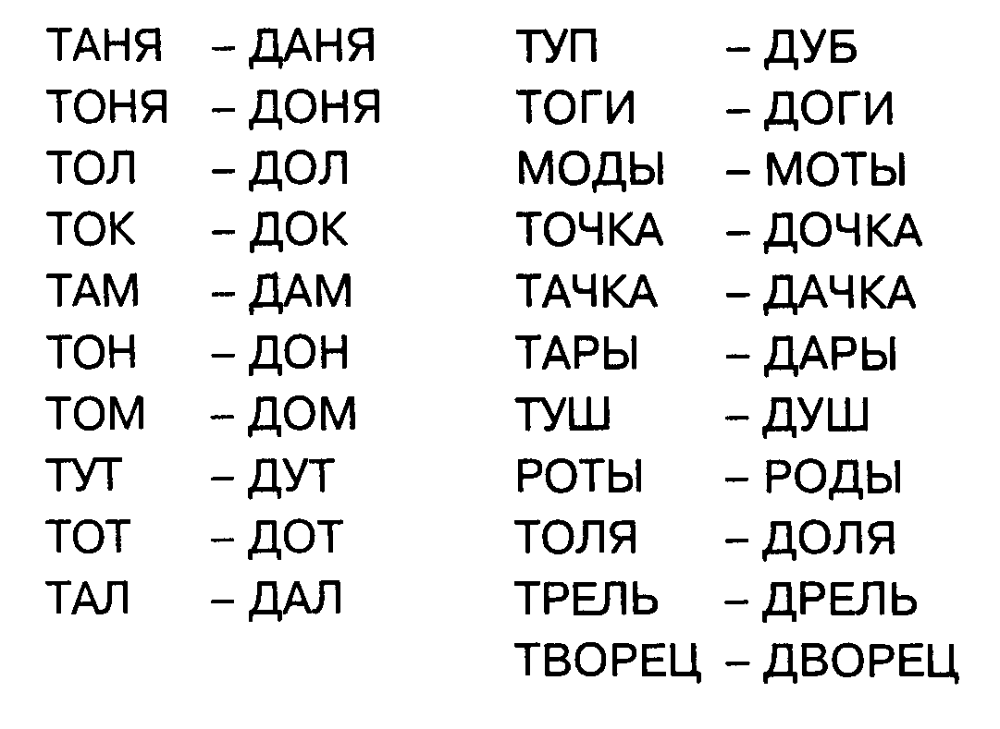 ТАНЯ – ДАНЯ
ТОНЯ – ДОНЯ
ТОЛ – ДОЛ
ТОК – ДОК
ТАМ – ДАМ
ТОН – ДОН
ТОМ – ДОМ
ТУТ – ДУТ
ТОТ – ДОТ
ТАЛ – ДАЛ
ТУП – ДУБ
ТОГИ – ДОГИ
МОДЫ – МОТЫ
ТОЧКА – ДОЧКА
ТАЧКА – ДАЧКА
ТАРЫ – ДАРЫ
ТУШ – ДУШ
РОТЫ – РОДЫ
ТОЛЯ – ДОЛЯ
ТРЕЛЬ – ДРЕЛЬ
ТВОРЕЦ – ДВОРЕЦ